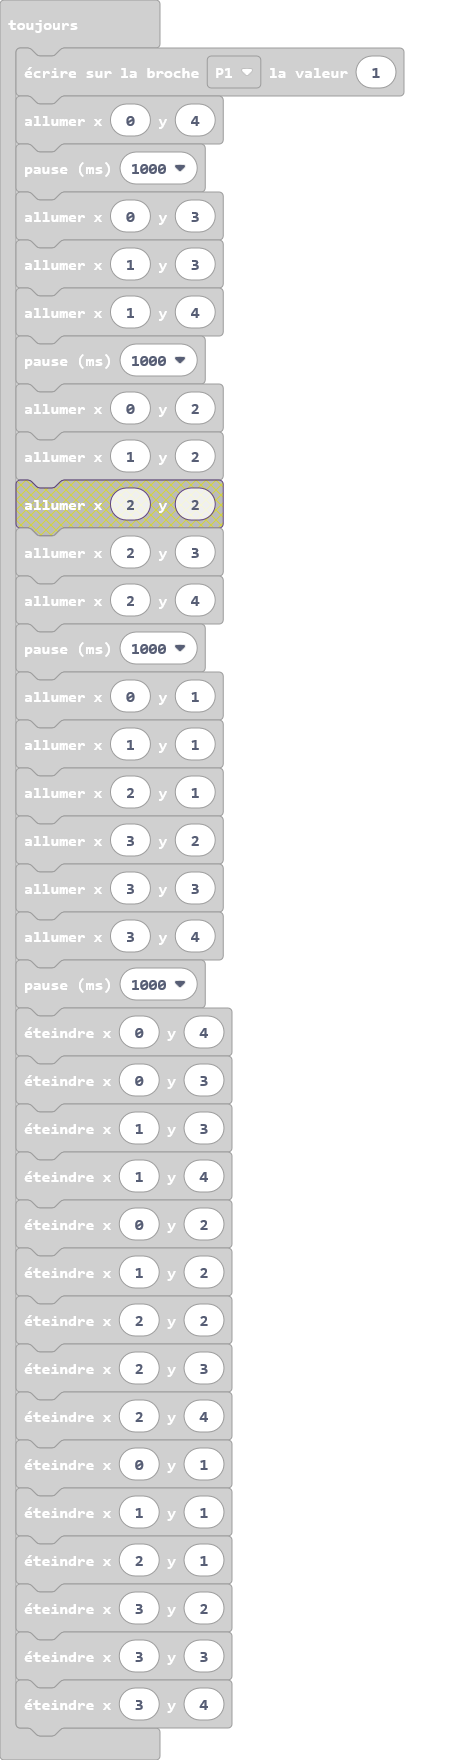 toujours
écrire sur la broche P1 la valeur 1
allumer x 0 y 4
pause (ms) 1000
allumer x 0 y 3
allumer x 1 y 3
allumer x 1 y 4
pause (ms) 1000
allumer x 0 y 2
allumer x 1 y 2
allumer x 2 y 2
allumer x 2 y 3
allumer x 2 y 4
pause (ms) 1000
allumer x 0 y 1
allumer x 1 y 1
allumer x 2 y 1
allumer x 3 y 2
allumer x 3 y 3
allumer x 3 y 4
pause (ms) 1000
éteindre x 0 y 4
éteindre x 0 y 3
éteindre x 1 y 3
éteindre x 1 y 4
éteindre x 0 y 2
éteindre x 1 y 2
éteindre x 2 y 2
éteindre x 2 y 3
éteindre x 2 y 4
éteindre x 0 y 1
éteindre x 1 y 1
éteindre x 2 y 1
éteindre x 3 y 2
éteindre x 3 y 3
éteindre x 3 y 4